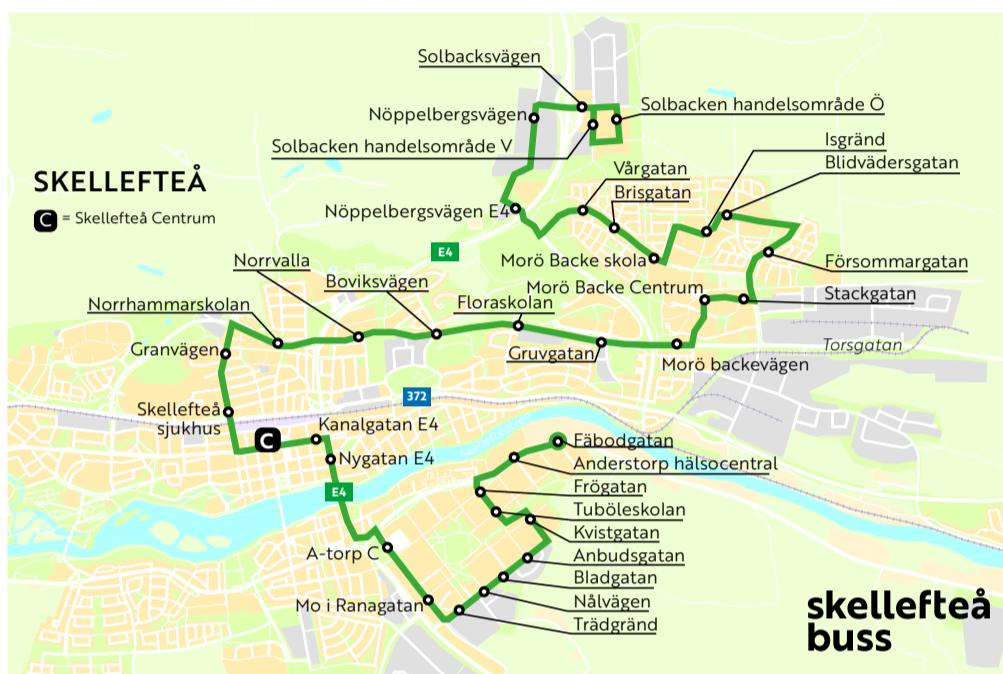 Solbacksvägen
Nöppelbergsvägen
Solbacken handelsområde Ö
Solbacken handelsområde V
Isgränd
Blidvädersgatan
Vårgatan
Brisgatan
SKELLEFTEÅ
C = Skellefteå Centrum
Nöppelbergsvägen E4
E4
Norrvalla
Morö Backe skola
Försommargatan
Boviksvägen
Morö Backe Centrum
Stackgatan
Norrhammarskolan
Floraskolan
Granvägen
Gruvgatan
Torsgatan
Morö backevägen
372
Skellefteå
sjukhus
Kanalgatan E4
C
Skellefteälven
Fäbodgatan
Nygatan E4
Anderstorp hälsocentral
E4
Frögatan
Tuböleskolan
Kvistgatan
A-torp C
Anbudsgatan
Bladgatan
Mo i Ranagatan
Nålvägen
Trädgränd
skellefteå
buss